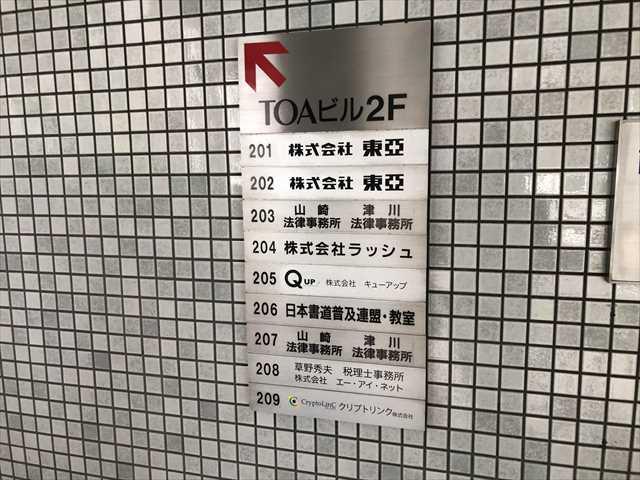 TOAビル2F
201 株式会社 東亞
202 株式会社 東亞
203 山崎 津川
法律事務所 法律事務所
204 株式会社ラッシュ
205 QUP 株式会社 キューアップ
206 日本書道普及連盟・教室
207 山崎 津川
法律事務所 法律事務所
208 草野秀夫 税理士事務所
株式会社 エー・アイ・ネット
209 CryptoLinC クリプトリンク株式会社